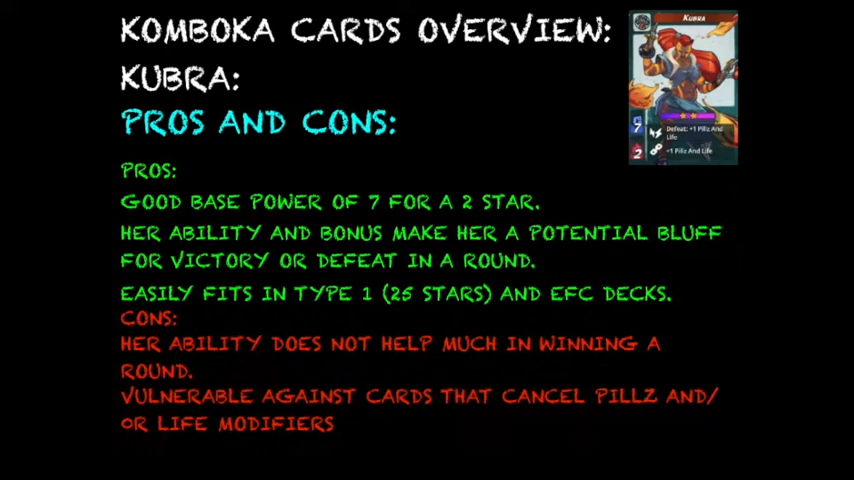 KOMBOKA CARDS OVERVIEW:
KUBRA:
PROS AND CONS:
KUBRA
7
2
Defeat: +1 Pillz And
Life
+1 Pillz And Life
PROS:
GOOD BASE POWER OF 7 FOR A 2 STAR.
HER ABILITY AND BONUS MAKE HER A POTENTIAL BLUFF
FOR VICTORY OR DEFEAT IN A ROUND.
EASILY FITS IN TYPE 1 (25 STARS) AND EFC DECKS.
CONS:
HER ABILITY DOES NOT HELP MUCH IN WINNING A
ROUND.
VULNERABLE AGAINST CARDS THAT CANCEL PILLZ AND/
OR LIFE MODIFIERS